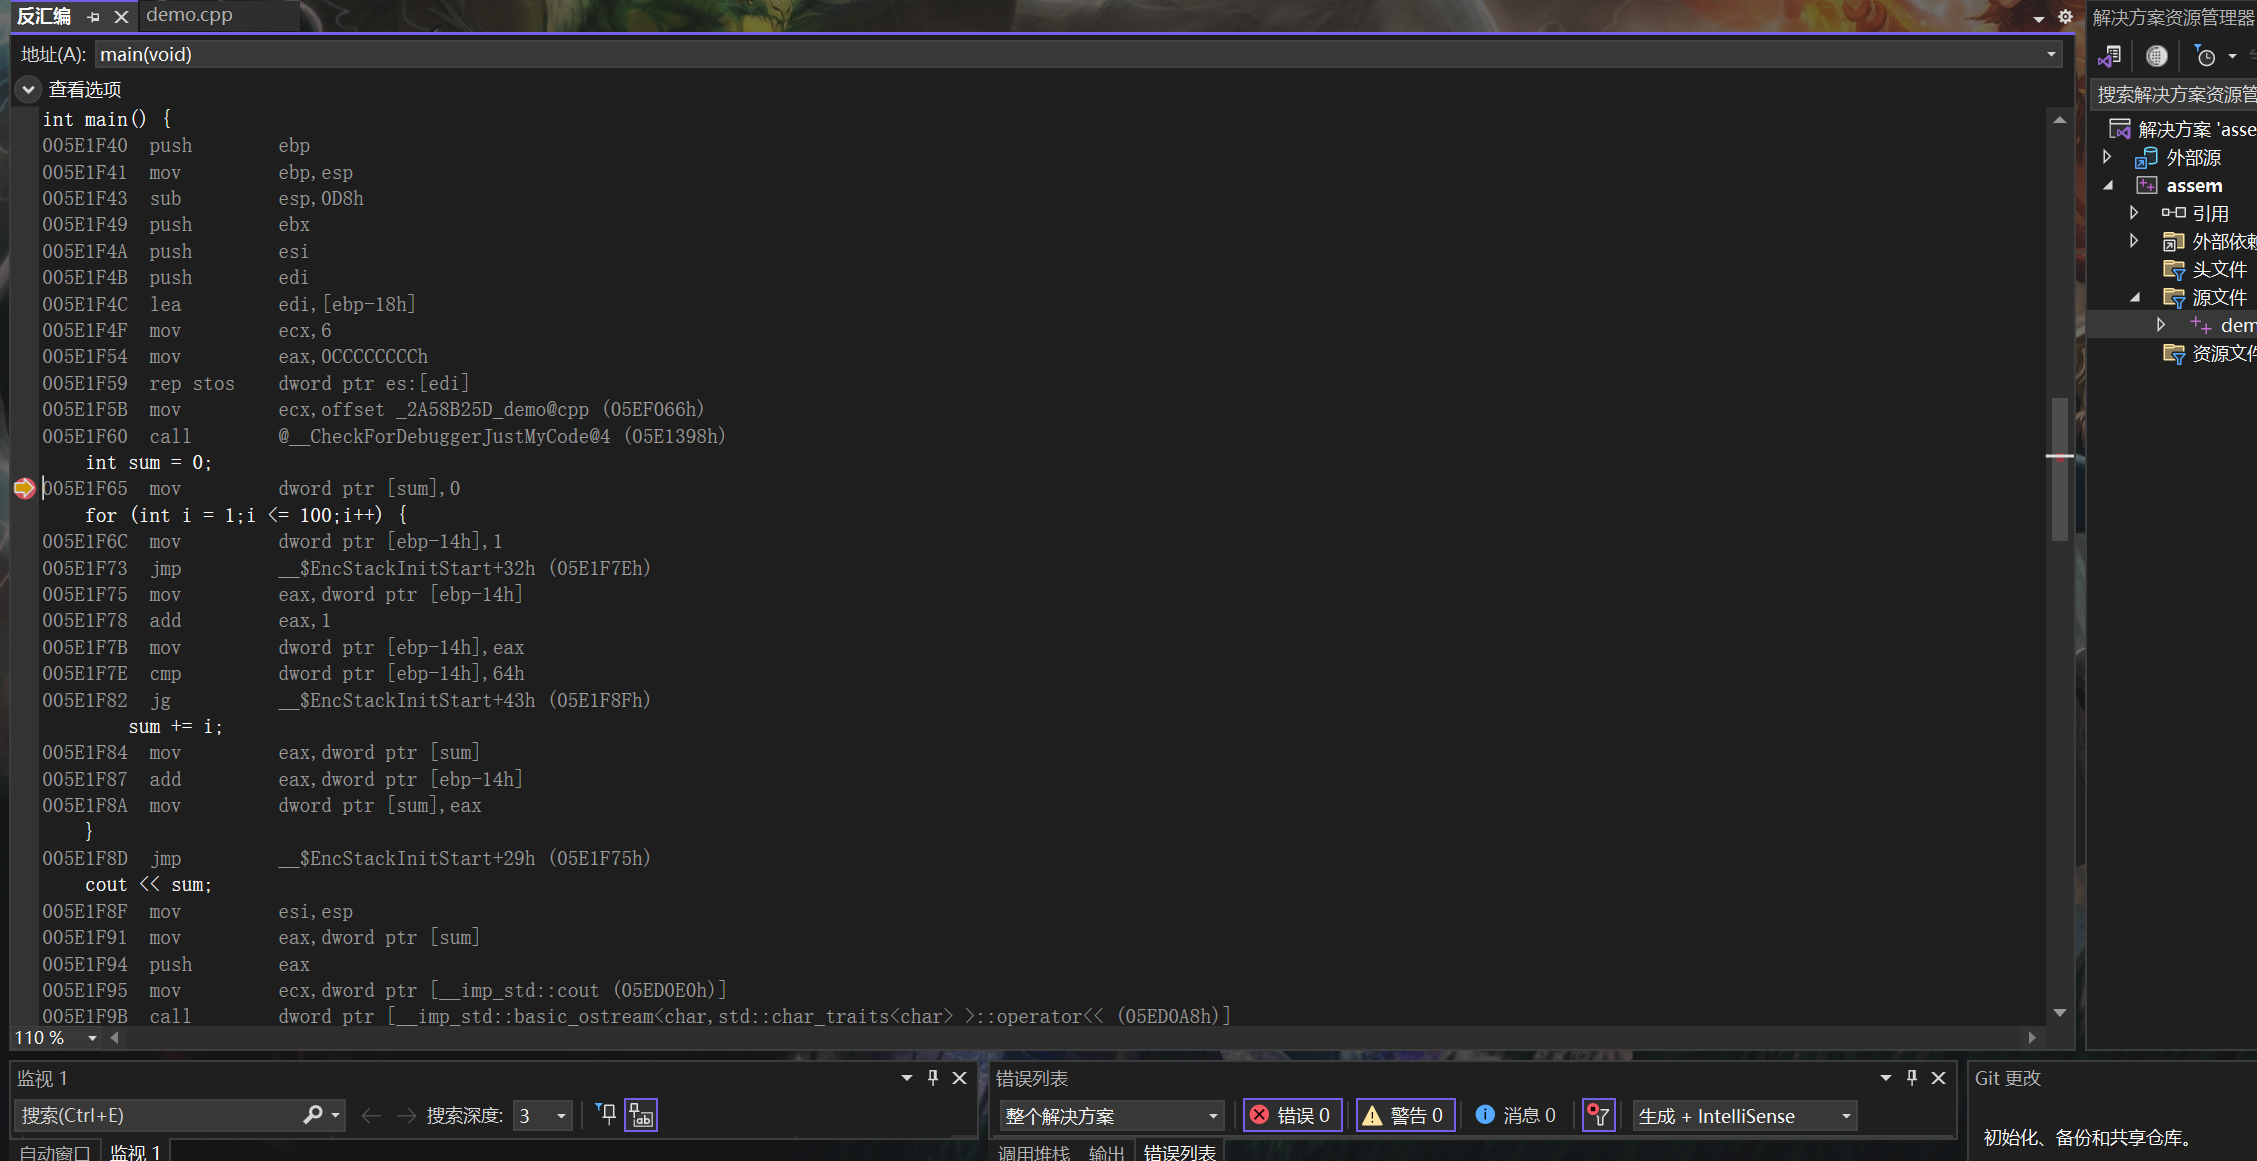 反汇编
demo.cpp
地址(A): main(void)
查看选项
int main() {
005E1F40  push        ebp
005E1F41  mov         ebp,esp
005E1F43  sub         esp,0D8h
005E1F49  push        ebx
005E1F4A  push        esi
005E1F4B  push        edi
005E1F4C  lea         edi,[ebp-18h]
005E1F4F  mov         ecx,6
005E1F54  mov         eax,0CCCCCCCCh
005E1F59  rep stos    dword ptr es:[edi]
005E1F5B  mov         ecx,offset _2A58B25D_demo@cpp (05EF066h)
005E1F60  call        @__CheckForDebuggerJustMyCode@4 (05E1398h)
    int sum = 0;
005E1F65  mov         dword ptr [sum],0
    for (int i = 1;i <= 100;i++) {
005E1F6C  mov         dword ptr [ebp-14h],1
005E1F73  jmp         __$EncStackInitStart+32h (05E1F7Eh)
005E1F75  mov         eax,dword ptr [ebp-14h]
005E1F78  add         eax,1
005E1F7B  mov         dword ptr [ebp-14h],eax
005E1F7E  cmp         dword ptr [ebp-14h],64h
005E1F82  jg          __$EncStackInitStart+43h (05E1F8Fh)
        sum += i;
005E1F84  mov         eax,dword ptr [sum]
005E1F87  add         eax,dword ptr [ebp-14h]
005E1F8A  mov         dword ptr [sum],eax
    }
005E1F8D  jmp         __$EncStackInitStart+29h (05E1F75h)
    cout << sum;
005E1F8F  mov         esi,esp
005E1F91  mov         eax,dword ptr [sum]
005E1F94  push        eax
005E1F95  mov         ecx,dword ptr [__imp_std::cout (05ED0E0h)]
005E1F9B  call        dword ptr [__imp_std::basic_ostream<char,std::char_traits<char> >::operator<< (05ED0A8h)]
110 %
解决方案资源管理器
搜索解决方案资源管
解决方案 'asse
外部源
assem
引用
外部依赖
头文件
源文件
dem
资源文件
监视 1
搜索(Ctrl+E)
搜索深度: 3
自动窗口 监视 1
错误列表
整个解决方案
错误 0
警告 0
消息 0
生成 + IntelliSense
调用堆栈 输出 错误列表
Git 更改
初始化、备份和共享仓库。